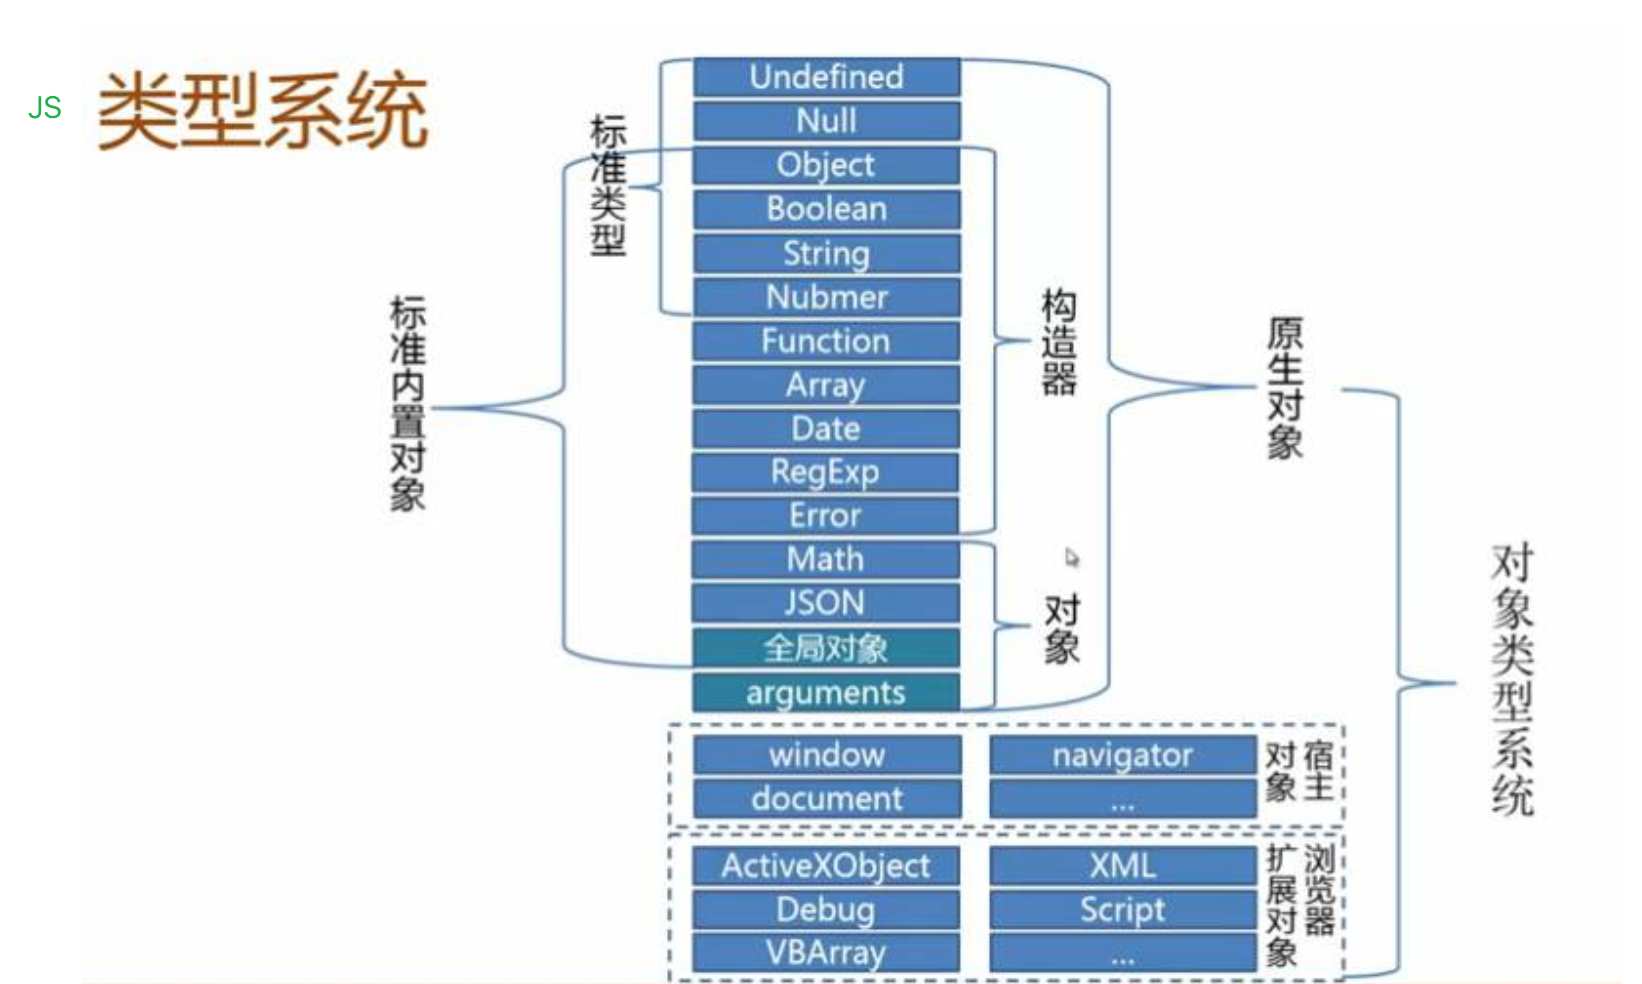 JS
类型系统
标准类型
标准内置对象
Undefined
Null
Object
Boolean
String
Nubmer
Function
Array
Date
RegExp
Error
Math
JSON
全局对象
arguments
构造器
对象
原生对象
对象类型系统
window
navigator
document
...
宿主
对象
ActiveXObject
XML
Debug
Script
VBArray
...
浏览器
扩展对象